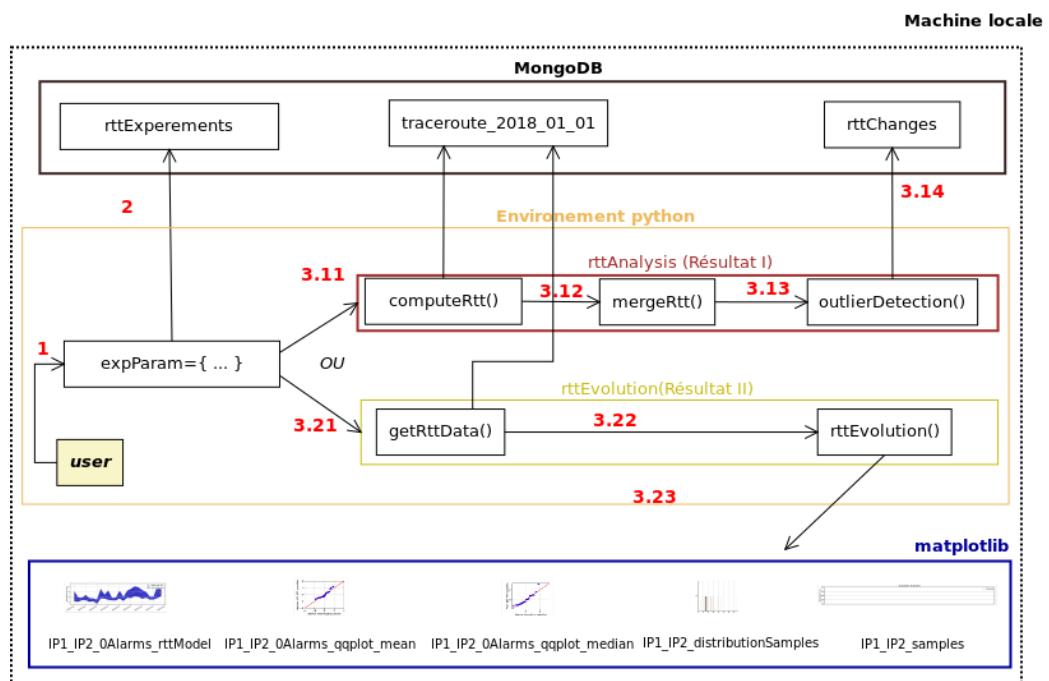 Machine locale
MongoDB
rttExperements
traceroute_2018_01_01
rttChanges
2
3.14
Environement python
3.11
rttAnalysis (Résultat I)
computeRtt()
3.12
mergeRtt()
3.13
outlierDetection()
1
expParam={ ... }
OU
rttEvolution(Résultat II)
3.21
getRttData()
3.22
rttEvolution()
user
3.23
matplotlib
IP1_IP2_0Alarms_rttModel
IP1_IP2_0Alarms_qqplot_mean
IP1_IP2_0Alarms_qqplot_median
IP1_IP2_distributionSamples
IP1_IP2_samples